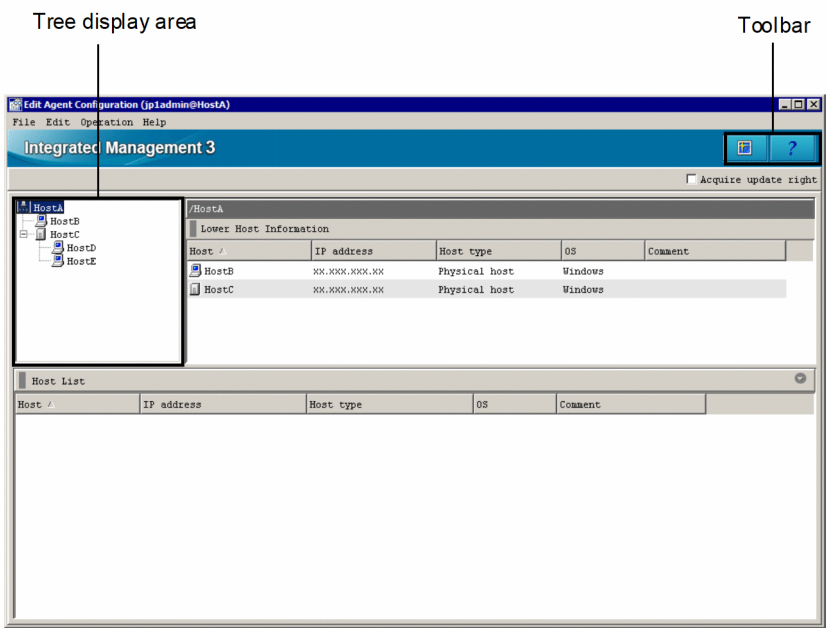 Tree display area
Toolbar
Edit Agent Configuration (jp1admin@HostA)
File Edit Operation Help
Integrated Management 3
?
Acquire update right
HostA
HostB
HostC
HostD
HostE
/HostA
Lower Host Information
Host IP address Host type OS Comment
HostB xx.xxx.xxx.xx Physical host Windows
HostC xx.xxx.xxx.xx Physical host Windows
Host List
Host IP address Host type OS Comment